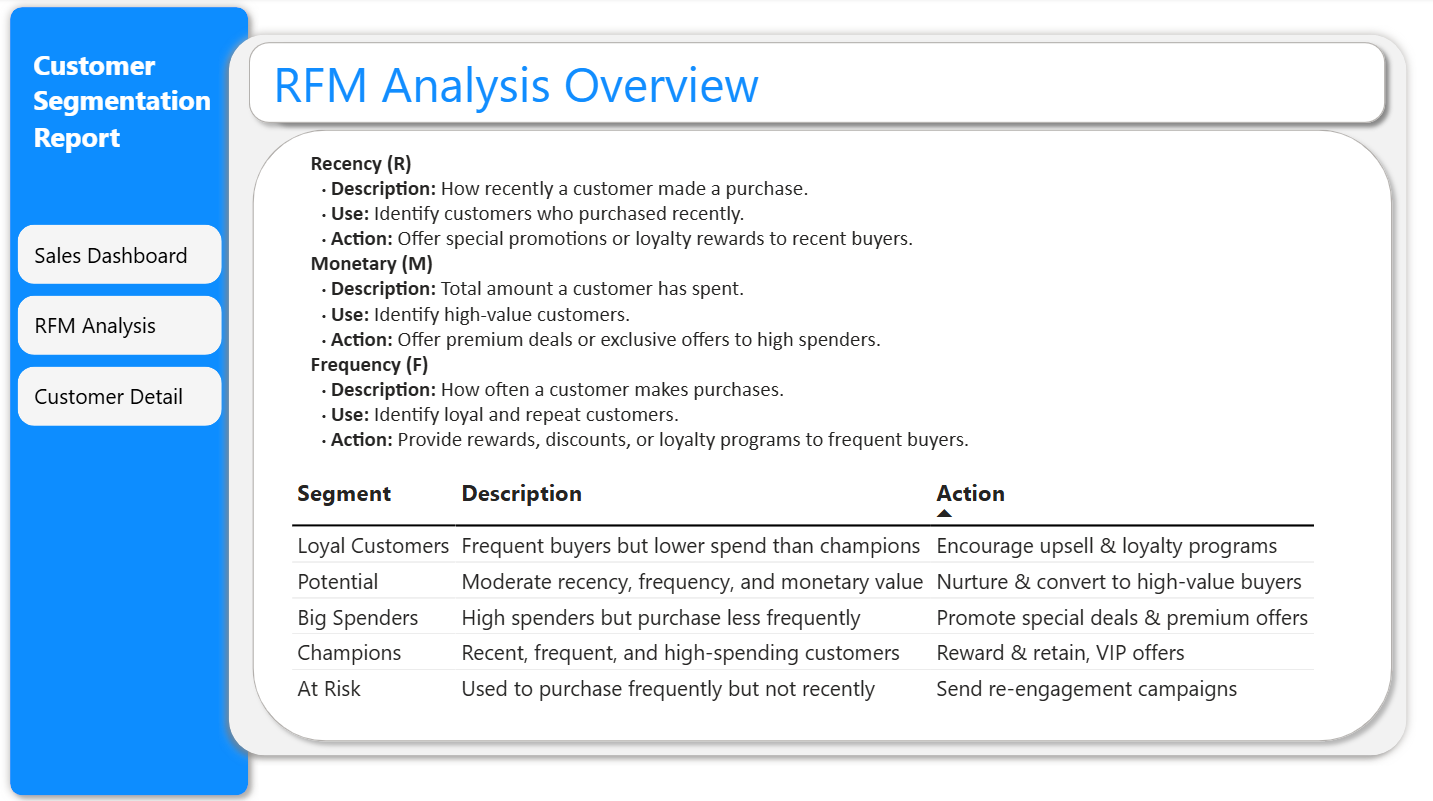 Customer
Segmentation
Report
Sales Dashboard
RFM Analysis
Customer Detail
RFM Analysis Overview
Recency (R)
• Description: How recently a customer made a purchase.
• Use: Identify customers who purchased recently.
• Action: Offer special promotions or loyalty rewards to recent buyers.
Monetary (M)
• Description: Total amount a customer has spent.
• Use: Identify high-value customers.
• Action: Offer premium deals or exclusive offers to high spenders.
Frequency (F)
• Description: How often a customer makes purchases.
• Use: Identify loyal and repeat customers.
• Action: Provide rewards, discounts, or loyalty programs to frequent buyers.
Segment Description Action
Loyal Customers Frequent buyers but lower spend than champions Encourage upsell & loyalty programs
Potential Moderate recency, frequency, and monetary value Nurture & convert to high-value buyers
Big Spenders High spenders but purchase less frequently Promote special deals & premium offers
Champions Recent, frequent, and high-spending customers Reward & retain, VIP offers
At Risk Used to purchase frequently but not recently Send re-engagement campaigns